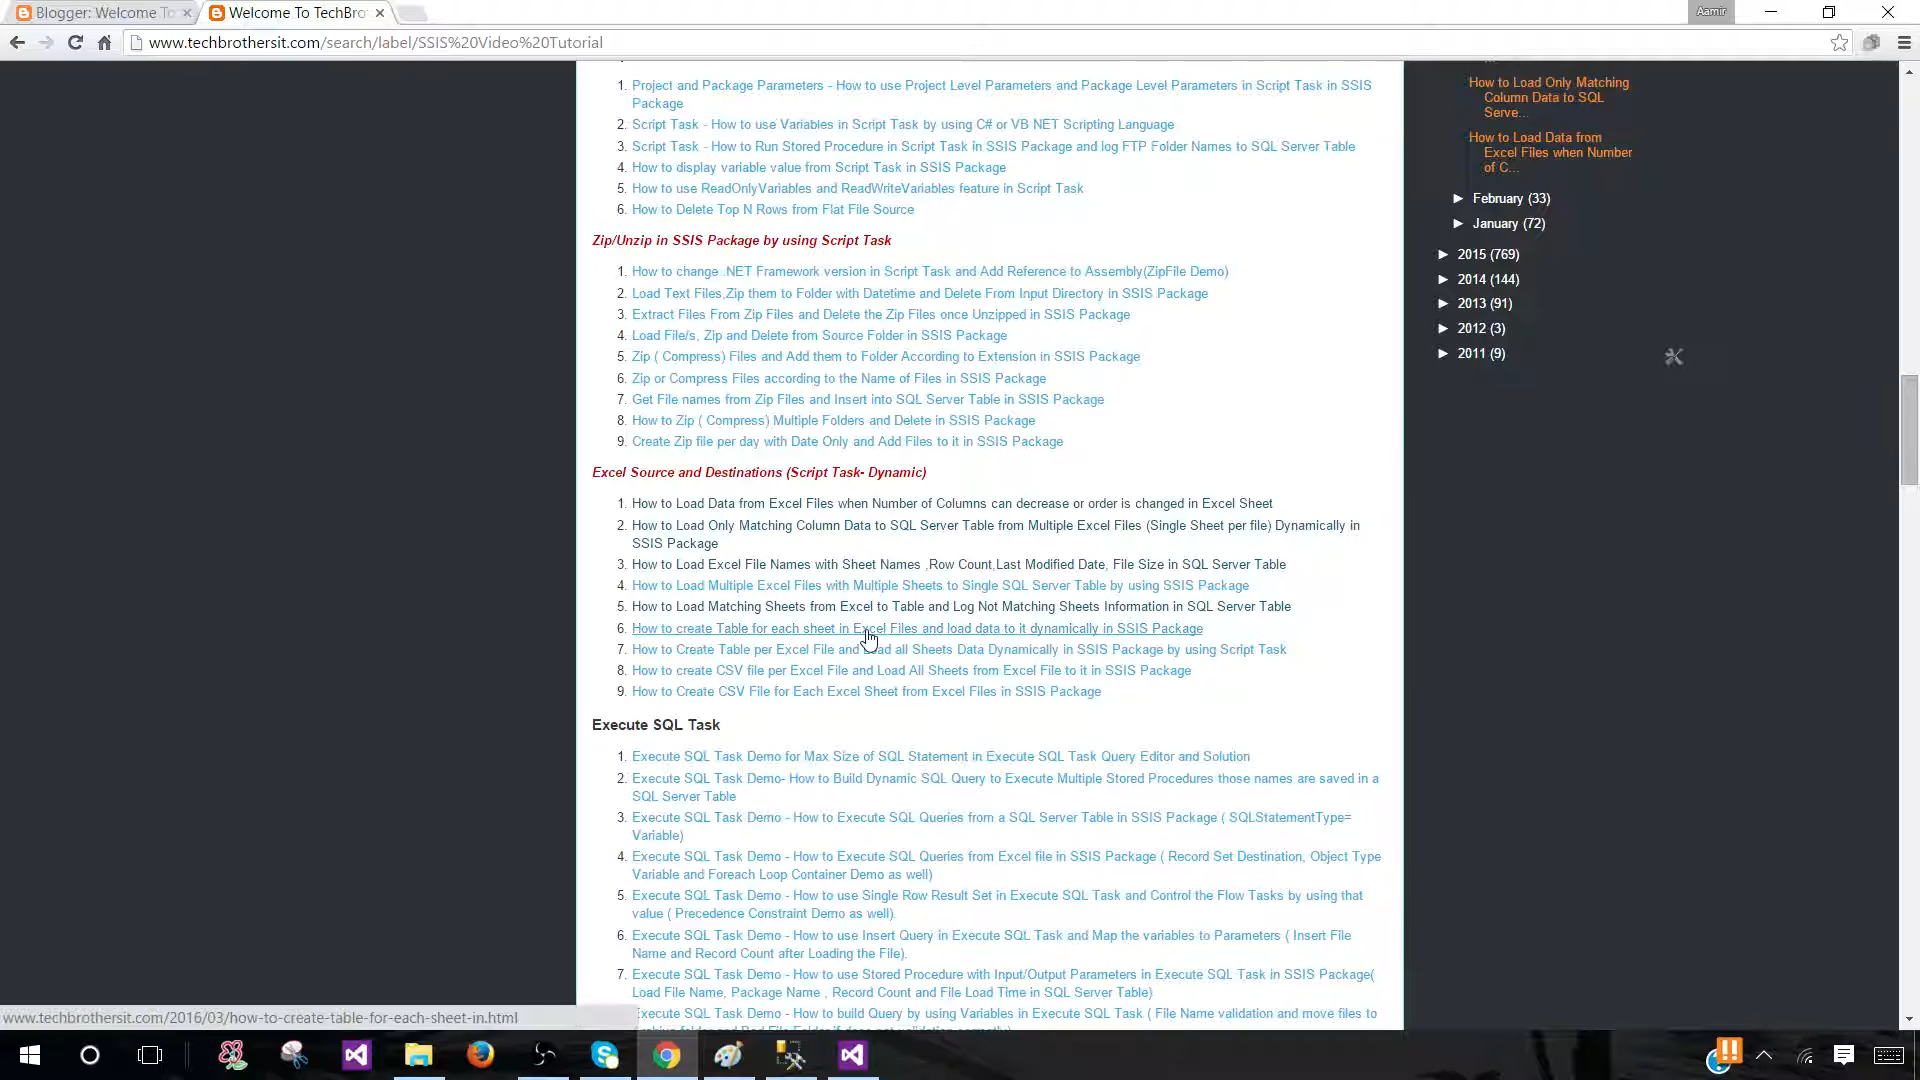 Blogger: Welcome To
Welcome To TechBro
Aamir
www.techbrothersit.com/search/label/SSIS%20Video%20Tutorial
1. Project and Package Parameters - How to use Project Level Parameters and Package Level Parameters in Script Task in SSIS
Package
2. Script Task - How to use Variables in Script Task by using C# or VB NET Scripting Language
3. Script Task - How to Run Stored Procedure in Script Task in SSIS Package and log FTP Folder Names to SQL Server Table
4. How to display variable value from Script Task in SSIS Package
5. How to use ReadOnlyVariables and ReadWriteVariables feature in Script Task
6. How to Delete Top N Rows from Flat File Source
Zip/Unzip in SSIS Package by using Script Task
1. How to change .NET Framework version in Script Task and Add Reference to Assembly(ZipFile Demo)
2. Load Text Files,Zip them to Folder with Datetime and Delete From Input Directory in SSIS Package
3. Extract Files From Zip Files and Delete the Zip Files once Unzipped in SSIS Package
4. Load File/s, Zip and Delete from Source Folder in SSIS Package
5. Zip ( Compress) Files and Add them to Folder According to Extension in SSIS Package
6. Zip or Compress Files according to the Name of Files in SSIS Package
7. Get File names from Zip Files and Insert into SQL Server Table in SSIS Package
8. How to Zip ( Compress) Multiple Folders and Delete in SSIS Package
9. Create Zip file per day with Date Only and Add Files to it in SSIS Package
Excel Source and Destinations (Script Task- Dynamic)
1. How to Load Data from Excel Files when Number of Columns can decrease or order is changed in Excel Sheet
2. How to Load Only Matching Column Data to SQL Server Table from Multiple Excel Files (Single Sheet per file) Dynamically in
SSIS Package
3. How to Load Excel File Names with Sheet Names ,Row Count,Last Modified Date, File Size in SQL Server Table
4. How to Load Multiple Excel Files with Multiple Sheets to Single SQL Server Table by using SSIS Package
5. How to Load Matching Sheets from Excel to Table and Log Not Matching Sheets Information in SQL Server Table
6. How to create Table for each sheet in Excel Files and load data to it dynamically in SSIS Package
7. How to Create Table per Excel File and Load all Sheets Data Dynamically in SSIS Package by using Script Task
8. How to create CSV file per Excel File and Load All Sheets from Excel File to it in SSIS Package
9. How to Create CSV File for Each Excel Sheet from Excel Files in SSIS Package
Execute SQL Task
1. Execute SQL Task Demo for Max Size of SQL Statement in Execute SQL Task Query Editor and Solution
2. Execute SQL Task Demo- How to Build Dynamic SQL Query to Execute Multiple Stored Procedures those names are saved in a
SQL Server Table
3. Execute SQL Task Demo - How to Execute SQL Queries from a SQL Server Table in SSIS Package ( SQLStatementType=
Variable)
4. Execute SQL Task Demo - How to Execute SQL Queries from Excel file in SSIS Package ( Record Set Destination, Object Type
Variable and Foreach Loop Container Demo as well)
5. Execute SQL Task Demo - How to use Single Row Result Set in Execute SQL Task and Control the Flow Tasks by using that
value ( Precedence Constraint Demo as well).
6. Execute SQL Task Demo - How to use Insert Query in Execute SQL Task and Map the variables to Parameters ( Insert File
Name and Record Count after Loading the File).
7. Execute SQL Task Demo - How to use Stored Procedure with Input/Output Parameters in Execute SQL Task in SSIS Package(
Load File Name, Package Name , Record Count and File Load Time in SQL Server Table)
Execute SQL Task Demo - How to build Query by using Variables in Execute SQL Task ( File Name validation and move files to
How to Load Only Matching
Column Data to SQL
Serve...
How to Load Data from
Excel Files when Number
of C...
► February (33)
► January (72)
► 2015 (769)
► 2014 (144)
► 2013 (91)
► 2012 (3)
► 2011 (9)
www.techbrothersit.com/2016/03/how-to-create-table-for-each-sheet-in.html